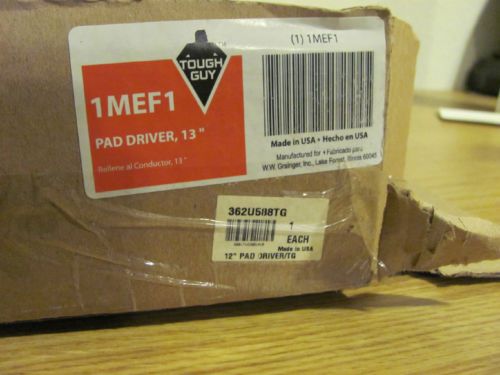 TOUGH
GUY
1MEF1
PAD DRIVER, 13 "
Rellene al Conductor, 13 "
(1) 1MEF1
Made in USA • Hecho en USA
Manufactured for • Fabricado para
W.W. Grainger, Inc., Lake Forest, Illinois 60045
362U588TG
1
EACH
Made in USA
12" PAD DRIVER/TG